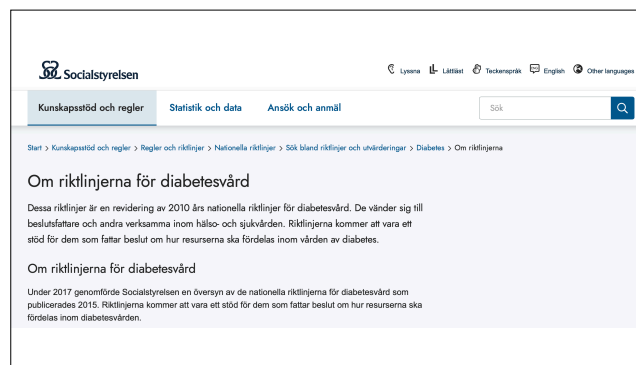 Socialstyrelsen
Lyssna Lättläst Teckenspråk English Other languages
Kunskapsstöd och regler Statistik och data Ansök och anmäl Sök
Start > Kunskapsstöd och regler > Regler och riktlinjer > Nationella riktlinjer > Sök bland riktlinjer och utvärderingar > Diabetes > Om riktlinjerna
Om riktlinjerna för diabetesvård
Dessa riktlinjer är en revidering av 2010 års nationella riktlinjer för diabetesvård. De vänder sig till
beslutsfattare och andra verksamma inom hälso- och sjukvården. Riktlinjerna kommer att vara ett
stöd för dem som fattar beslut om hur resurserna ska fördelas inom vården av diabetes.
Om riktlinjerna för diabetesvård
Under 2017 genomförde Socialstyrelsen en översyn av de nationella riktlinjerna för diabetesvård som
publicerades 2015. Riktlinjerna kommer att vara ett stöd för dem som fattar beslut om hur resurserna ska
fördelas inom diabetesvården.